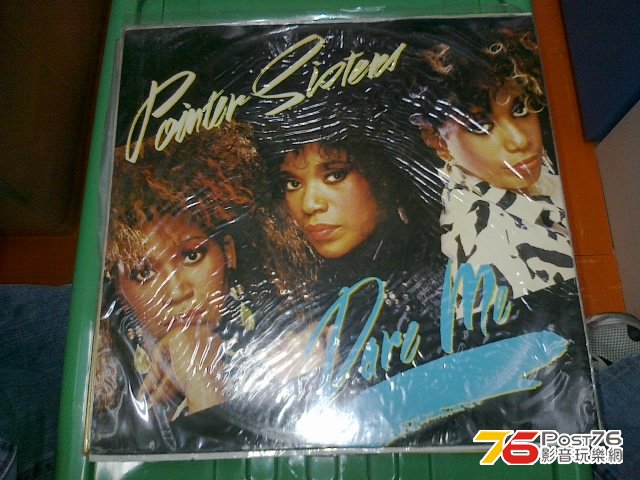 Pointer Sisters
Dare Me
76 Post76
影音玩樂網